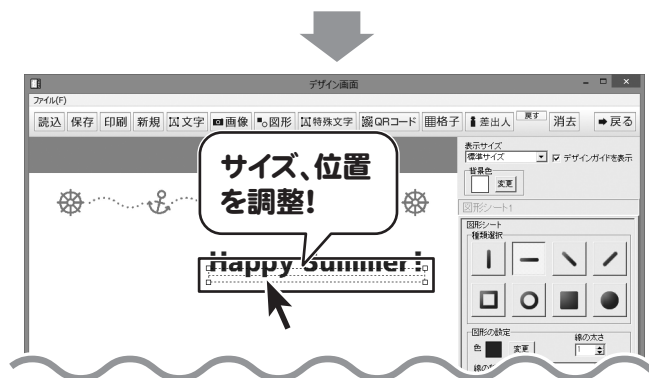 デザイン画面
ファイル(F)
読込 保存 印刷 新規 文字 画像 図形 特殊文字 QRコード 格子 差出人 戻す 消去 戻る
表示サイズ
標準サイズ デザインガイドを表示
背景色
変更
図形シート1
図形シート
種類選択
サイズ、位置
を調整!
Happy Summer!
図形の設定
色 変更 線の太さ
1